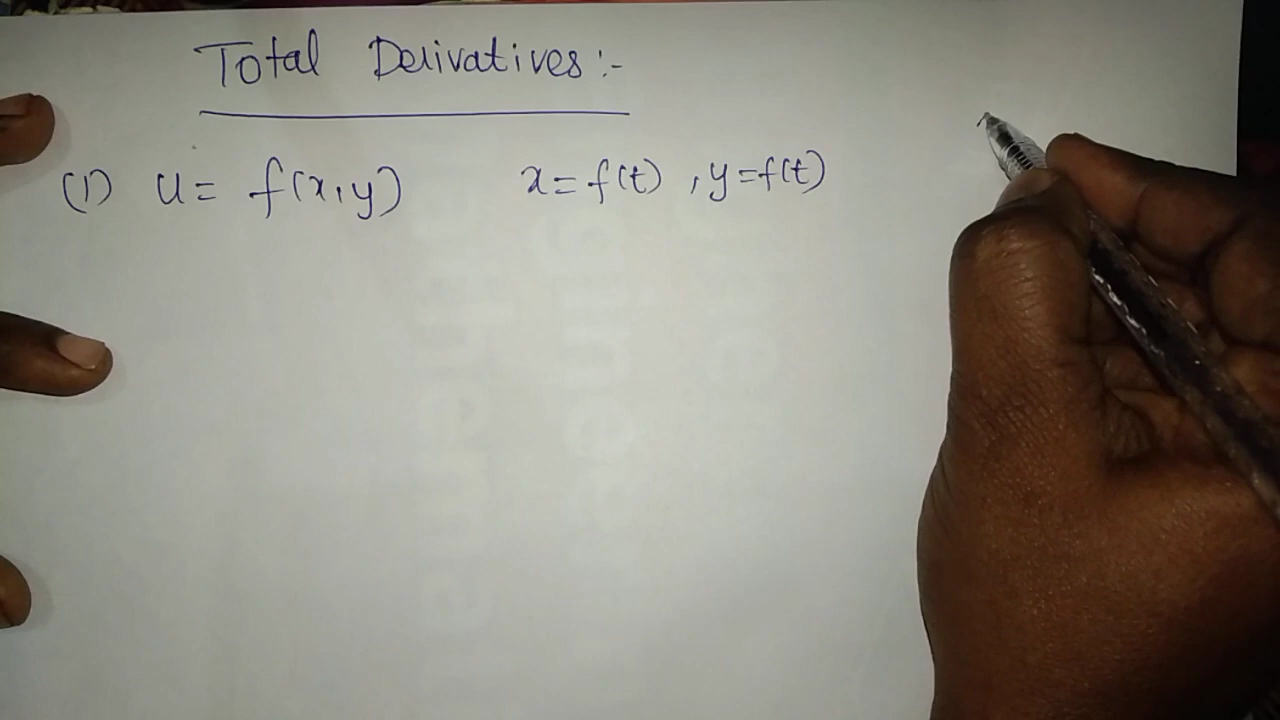 Total Derivatives :-
(1) u = f(x,y) x = f(t) , y = f(t)